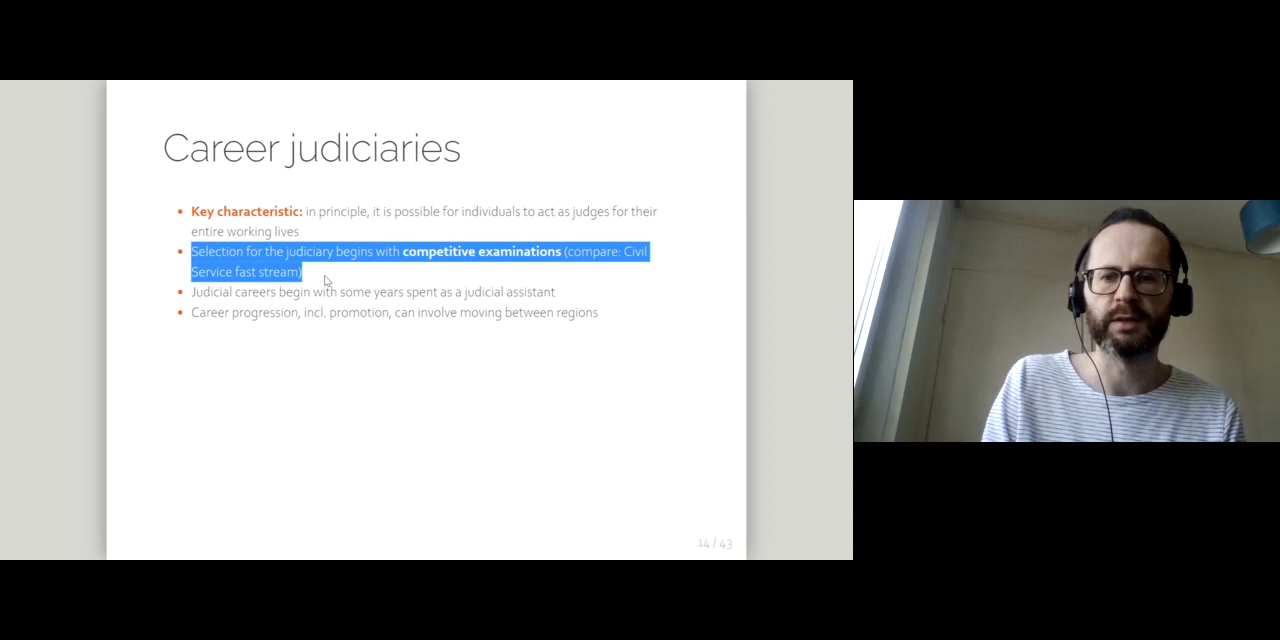 Career judiciaries
• Key characteristic: in principle, it is possible for individuals to act as judges for their
entire working lives
• Selection for the judiciary begins with competitive examinations (compare: Civil
Service fast stream)
• Judicial careers begin with some years spent as a judicial assistant
• Career progression, incl. promotion, can involve moving between regions
14 / 43